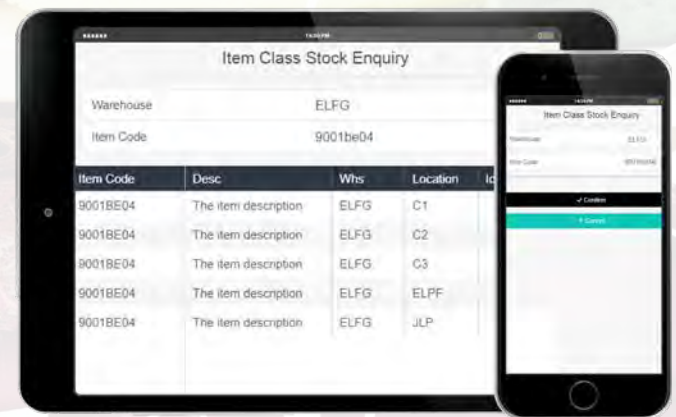 Item Class Stock Enquiry
Warehouse ELFG
Item Code 9001be04
Item Code Desc Whs Location
9001BE04 The item description ELFG C1
9001BE04 The item description ELFG C2
9001BE04 The item description ELFG C3
9001BE04 The item description ELFG ELPF
9001BE04 The item description ELFG JLP
Item Class Stock Enquiry
Warehouse ELFG
Item Code
✓ Confirm
Cancel